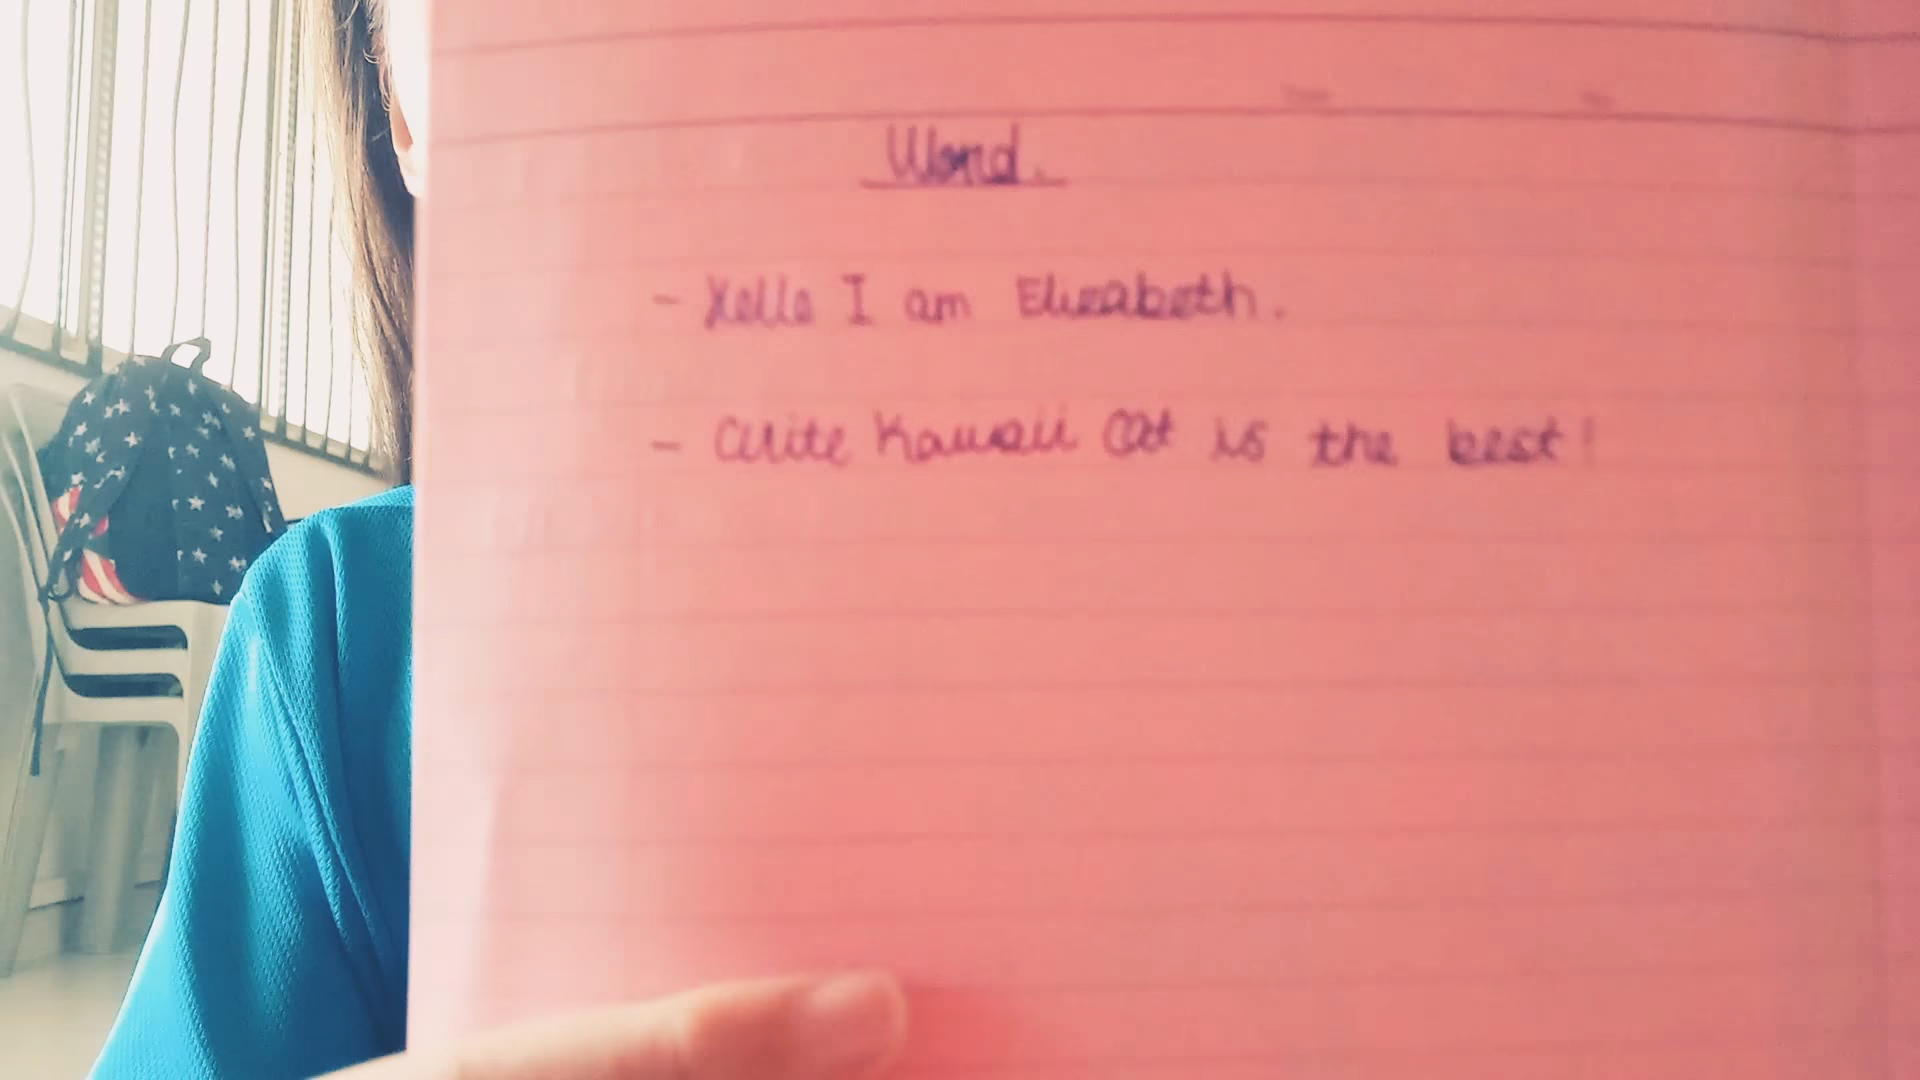 Word.
- Hello I am Elizabeth.
- Cute Kawaii Cat is the best!